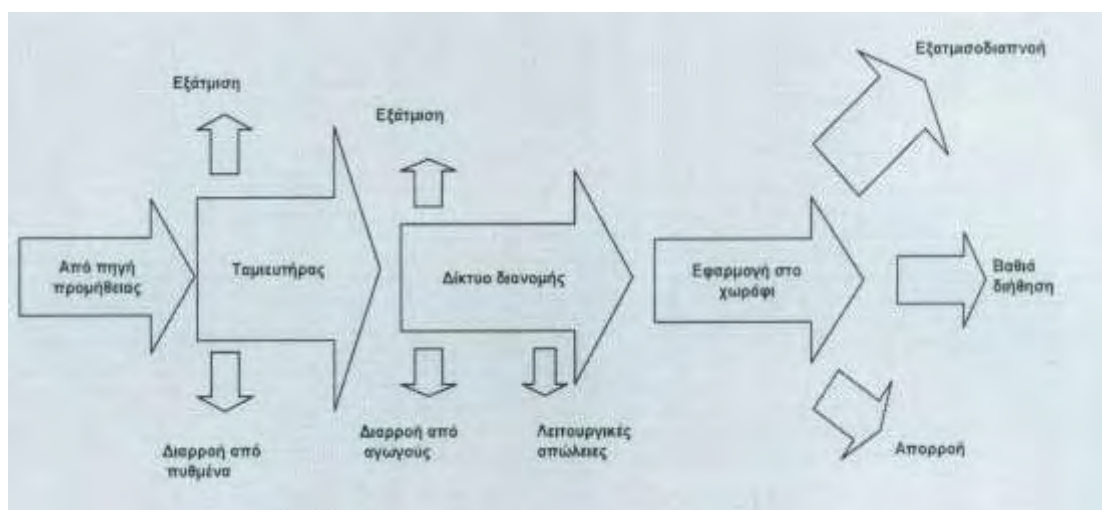 Εξατμισοδιαπνοή
Εξάτμιση
Εξάτμιση
Από πηγή
προμήθειας
Ταμιευτήρας
Δίκτυο διανομής
Εφαρμογή στο
χωράφι
Βαθιά
διήθηση
Διαρροή από
πυθμένα
Διαρροή από
αγωγούς
Λειτουργικές
απώλειες
Απορροή